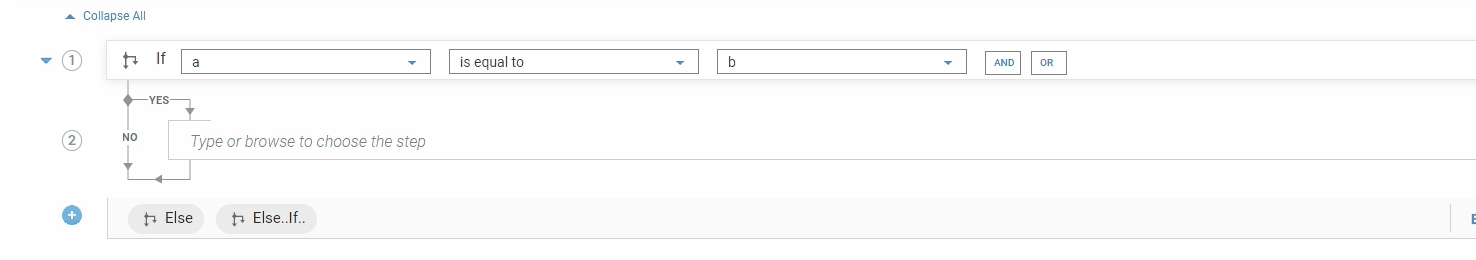 Collapse All
1 If a is equal to b AND OR
YES
NO
2 Type or browse to choose the step
+ Else Else..If..